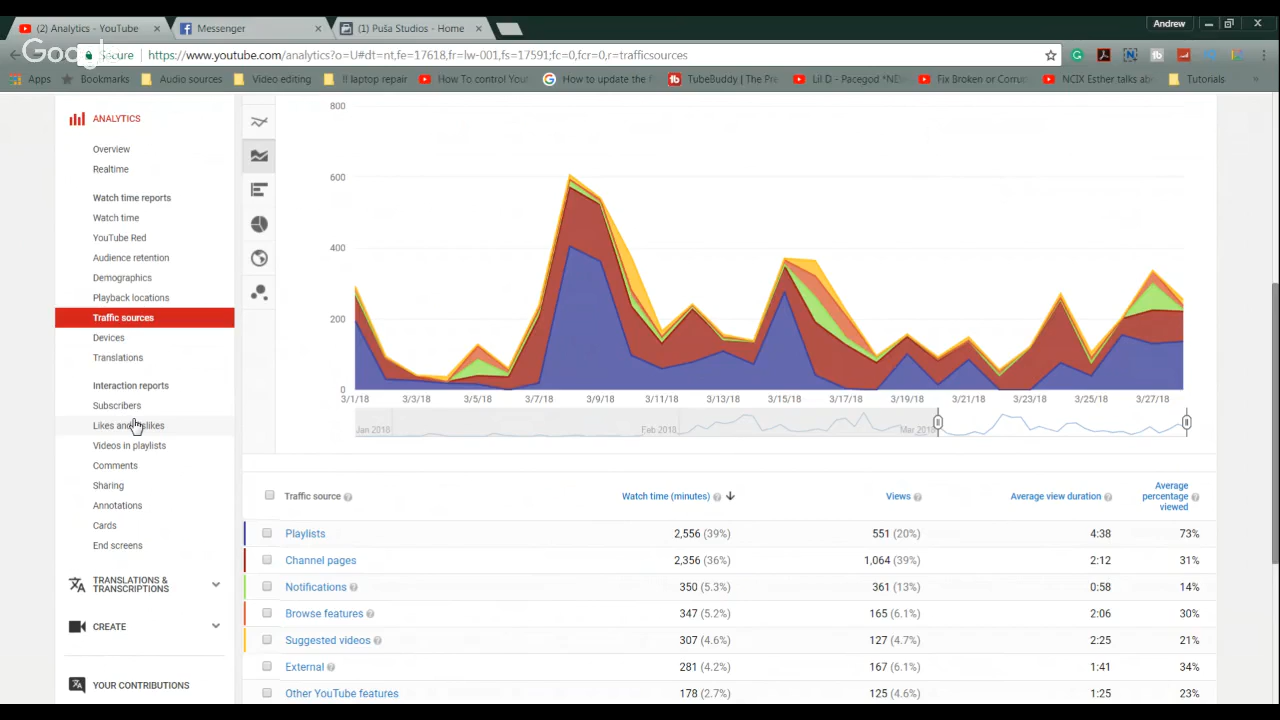 (2) Analytics - YouTube
Messenger
(1) Puša Studios - Home
Andrew
Google
Secure https://www.youtube.com/analytics?o=U#dt=nt,fe=17618,fr=lw-001,fs=17591;fc=0,fcr=0,r=trafficsources
Apps Bookmarks Audio sources Video editing !! laptop repair How To control You How to update the f TubeBuddy | The Pre Lil D - Pacegod *NE Fix Broken or Corru NCIX Esther talks ab Tutorials
ANALYTICS
Overview
Realtime
Watch time reports
Watch time
YouTube Red
Audience retention
Demographics
Playback locations
Traffic sources
Devices
Translations
Interaction reports
Subscribers
Likes and dislikes
Videos in playlists
Comments
Sharing
Annotations
Cards
End screens
TRANSLATIONS &
TRANSCRIPTIONS
CREATE
YOUR CONTRIBUTIONS
800
600
400
200
0
3/1/18 3/3/18 3/5/18 3/7/18 3/9/18 3/11/18 3/13/18 3/15/18 3/17/18 3/19/18 3/21/18 3/23/18 3/25/18 3/27/18
Jan 2018 Feb 2018 Mar 2018
Traffic source Watch time (minutes) Views Average view duration Average percentage viewed
Playlists 2,556 (39%) 551 (20%) 4:38 73%
Channel pages 2,356 (36%) 1,064 (39%) 2:12 31%
Notifications 350 (5.3%) 361 (13%) 0:58 14%
Browse features 347 (5.2%) 165 (6.1%) 2:06 30%
Suggested videos 307 (4.6%) 127 (4.7%) 2:25 21%
External 281 (4.2%) 167 (6.1%) 1:41 34%
Other YouTube features 178 (2.7%) 125 (4.6%) 1:25 23%